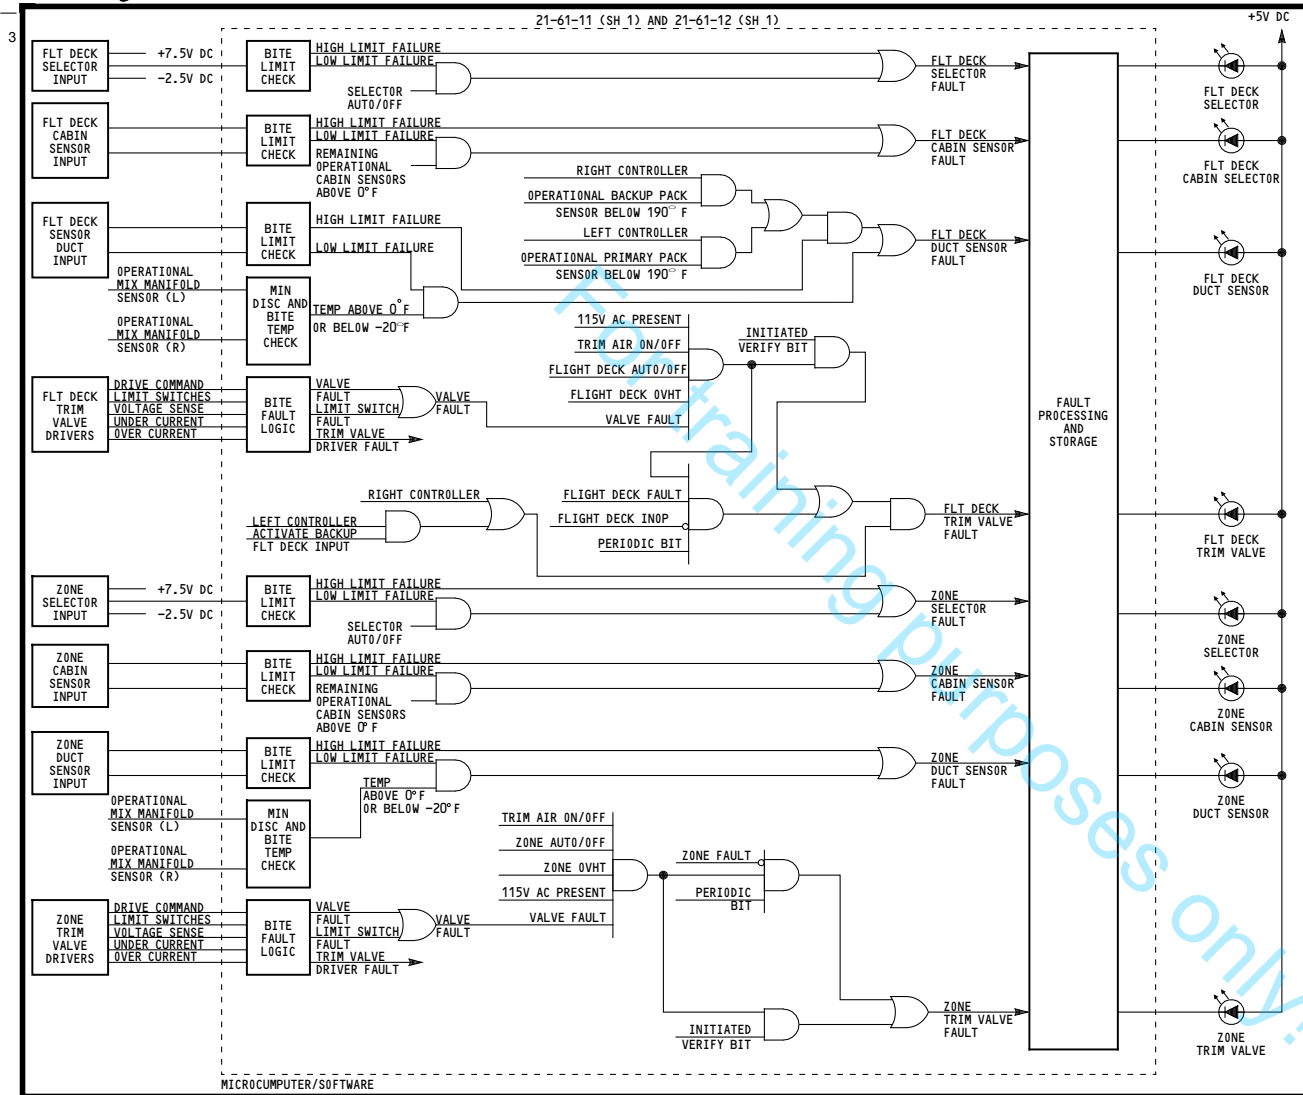 21-61-11 (SH 1) AND 21-61-12 (SH 1)
+5V DC
3
FLT DECK
SELECTOR
INPUT
+7.5V DC
-2.5V DC
BITE
LIMIT
CHECK
HIGH LIMIT FAILURE
LOW LIMIT FAILURE
SELECTOR
AUTO/OFF
FLT DECK
SELECTOR
FAULT
FLT DECK
SELECTOR
FLT DECK
CABIN
SENSOR
INPUT
BITE
LIMIT
CHECK
HIGH LIMIT FAILURE
LOW LIMIT FAILURE
REMAINING
OPERATIONAL
CABIN SENSORS
ABOVE 0°F
FLT DECK
CABIN SENSOR
FAULT
FLT DECK
CABIN SELECTOR
RIGHT CONTROLLER
OPERATIONAL BACKUP PACK
SENSOR BELOW 190° F
LEFT CONTROLLER
OPERATIONAL PRIMARY PACK
SENSOR BELOW 190° F
FLT DECK
SENSOR
DUCT
INPUT
BITE
LIMIT
CHECK
HIGH LIMIT FAILURE
LOW LIMIT FAILURE
FLT DECK
DUCT SENSOR
FAULT
FLT DECK
DUCT SENSOR
OPERATIONAL
MIX MANIFOLD
SENSOR (L)
OPERATIONAL
MIX MANIFOLD
SENSOR (R)
MIN
DISC AND
BITE
TEMP
CHECK
TEMP ABOVE 0°F
OR BELOW -20°F
115V AC PRESENT
TRIM AIR ON/OFF
FLIGHT DECK AUTO/OFF
FLIGHT DECK OVHT
VALVE FAULT
INITIATED
VERIFY BIT
FLT DECK
TRIM
VALVE
DRIVERS
DRIVE COMMAND
LIMIT SWITCHES
VOLTAGE SENSE
UNDER CURRENT
OVER CURRENT
BITE
FAULT
LOGIC
VALVE
FAULT
LIMIT SWITCH
FAULT
TRIM VALVE
DRIVER FAULT
VALVE
FAULT
FAULT
PROCESSING
AND
STORAGE
RIGHT CONTROLLER
LEFT CONTROLLER
ACTIVATE BACKUP
FLT DECK INPUT
FLIGHT DECK FAULT
FLIGHT DECK INOP
PERIODIC BIT
FLT DECK
TRIM VALVE
FAULT
FLT DECK
TRIM VALVE
ZONE
SELECTOR
INPUT
+7.5V DC
-2.5V DC
BITE
LIMIT
CHECK
HIGH LIMIT FAILURE
LOW LIMIT FAILURE
SELECTOR
AUTO/OFF
ZONE
SELECTOR
FAULT
ZONE
SELECTOR
ZONE
CABIN
SENSOR
INPUT
BITE
LIMIT
CHECK
HIGH LIMIT FAILURE
LOW LIMIT FAILURE
REMAINING
OPERATIONAL
CABIN SENSORS
ABOVE 0°F
ZONE
CABIN SENSOR
FAULT
ZONE
CABIN SENSOR
ZONE
DUCT
SENSOR
INPUT
BITE
LIMIT
CHECK
HIGH LIMIT FAILURE
LOW LIMIT FAILURE
TEMP
ABOVE 0°F
OR BELOW -20°F
ZONE
DUCT SENSOR
FAULT
ZONE
DUCT SENSOR
OPERATIONAL
MIX MANIFOLD
SENSOR (L)
OPERATIONAL
MIX MANIFOLD
SENSOR (R)
MIN
DISC AND
BITE
TEMP
CHECK
TRIM AIR ON/OFF
ZONE AUTO/OFF
ZONE OVHT
115V AC PRESENT
VALVE FAULT
ZONE FAULT
PERIODIC
BIT
ZONE
TRIM
VALVE
DRIVERS
DRIVE COMMAND
LIMIT SWITCHES
VOLTAGE SENSE
UNDER CURRENT
OVER CURRENT
BITE
FAULT
LOGIC
VALVE
FAULT
LIMIT SWITCH
FAULT
TRIM VALVE
DRIVER FAULT
VALVE
FAULT
INITIATED
VERIFY BIT
ZONE
TRIM VALVE
FAULT
ZONE
TRIM VALVE
MICROCUMPUTER/SOFTWARE
For training purposes only!